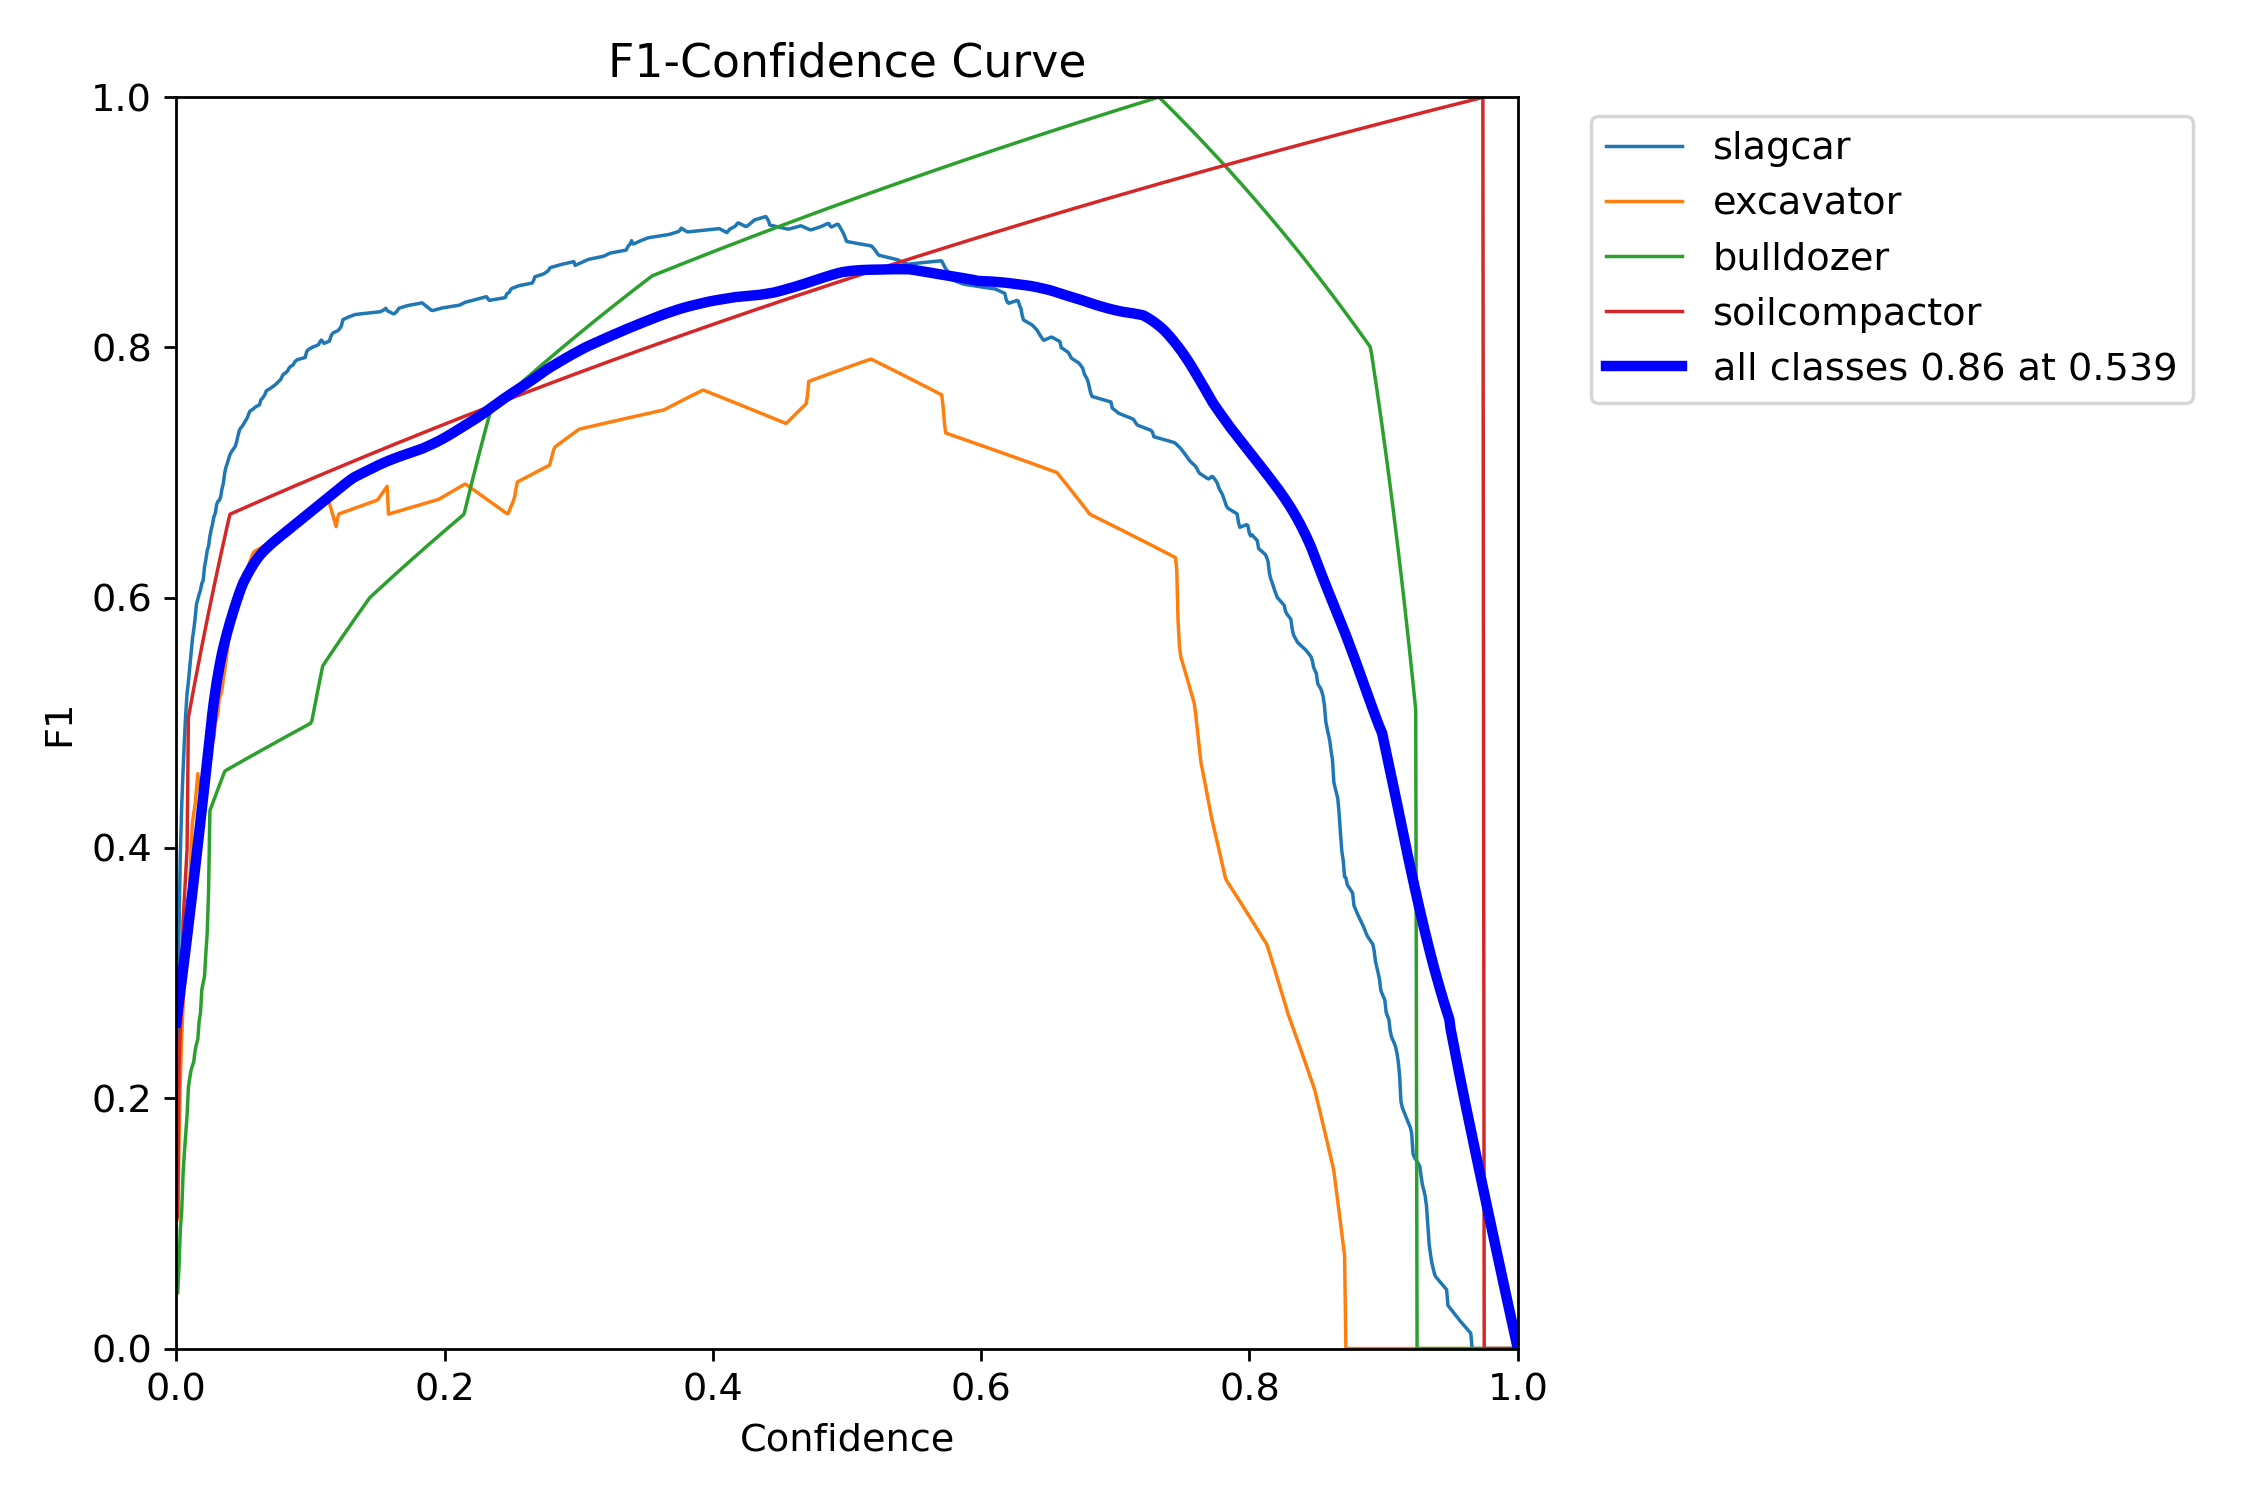 F1-Confidence Curve
1.0
0.8
0.6
0.4
0.2
0.0
F1
0.0 0.2 0.4 0.6 0.8 1.0
Confidence
slagcar
excavator
bulldozer
soilcompactor
all classes 0.86 at 0.539